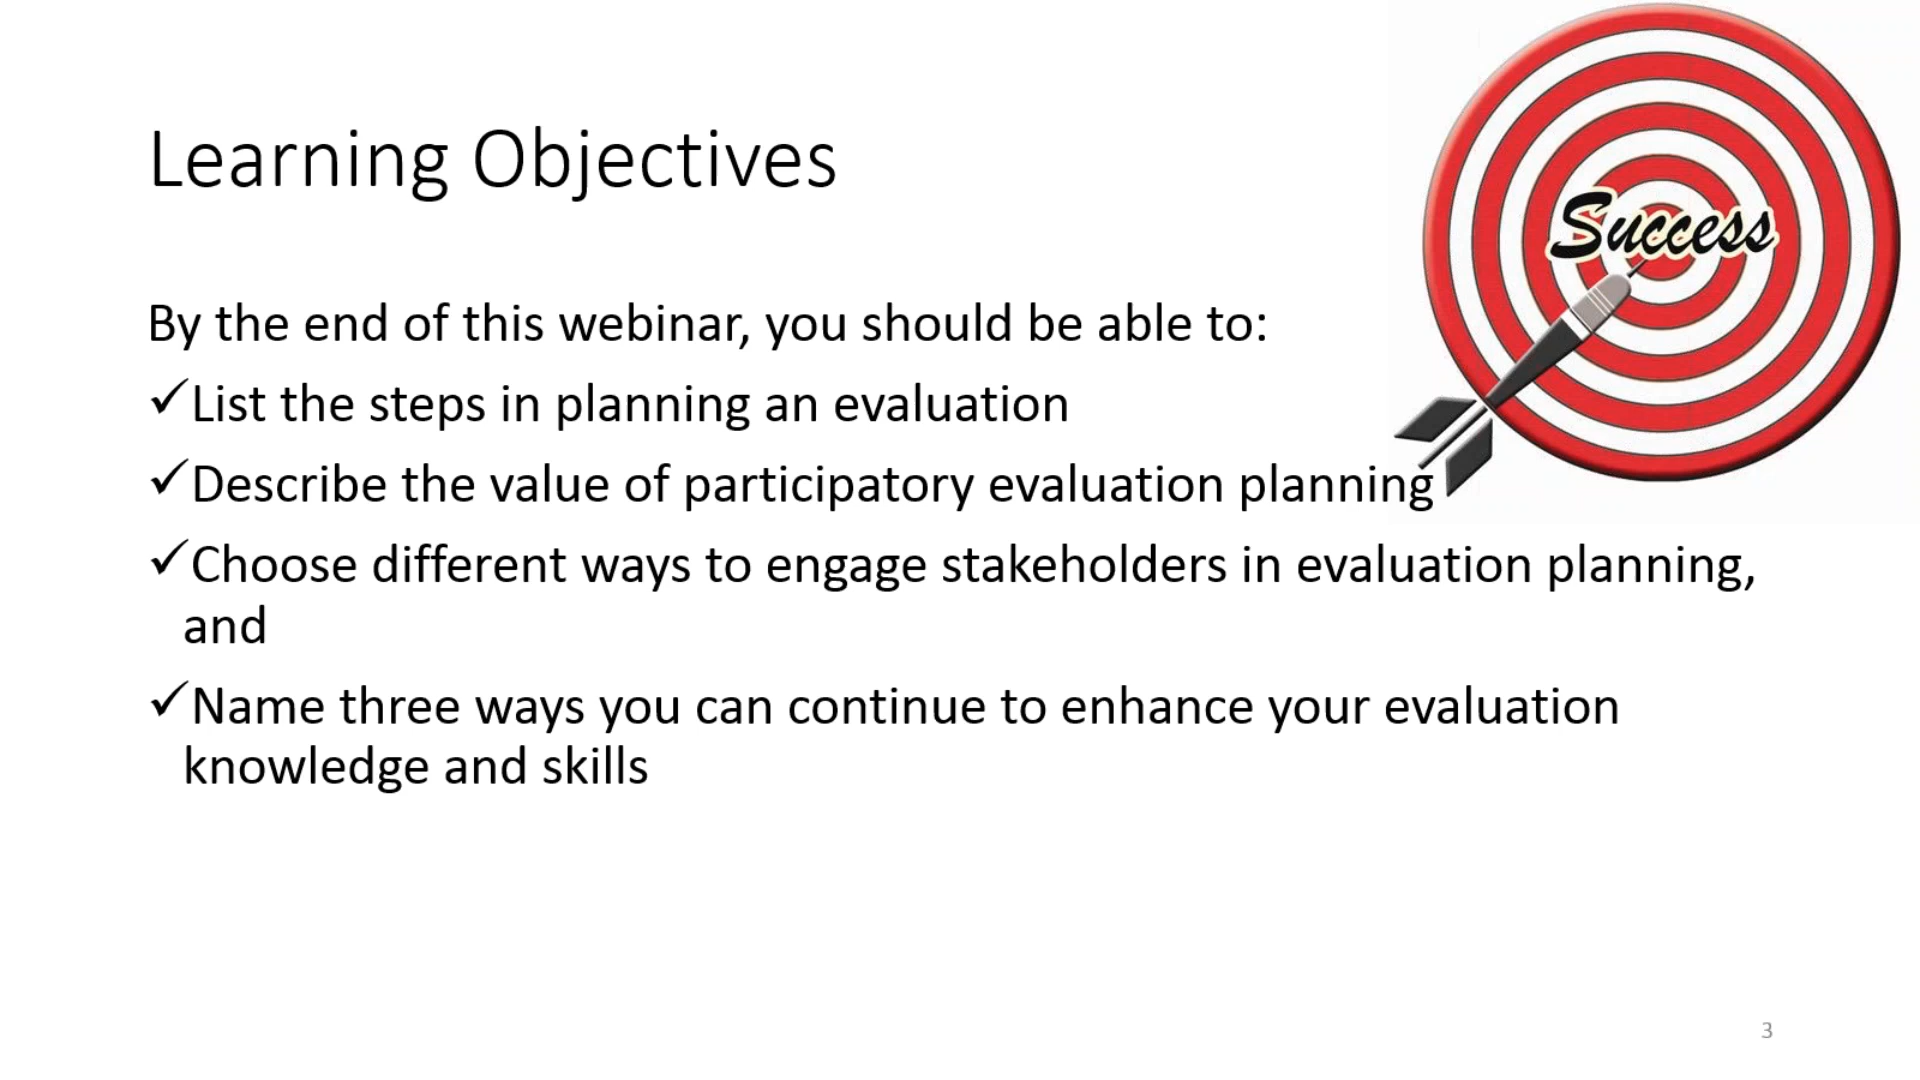 Learning Objectives
Success
By the end of this webinar, you should be able to:
✓List the steps in planning an evaluation
✓Describe the value of participatory evaluation planning
✓Choose different ways to engage stakeholders in evaluation planning,
and
✓Name three ways you can continue to enhance your evaluation
knowledge and skills
3